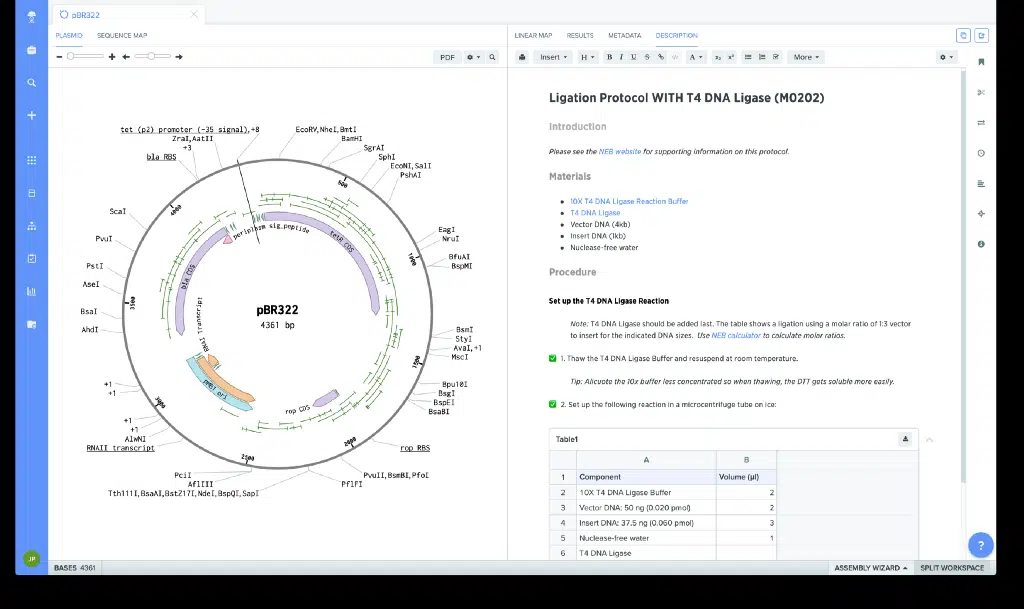 pBR322
PLASMID SEQUENCE MAP
PDF
LINEAR MAP RESULTS METADATA DESCRIPTION
Insert H B I U S A x₂ x² More
tet (p2) promoter (-35 signal),+8
ZraI,AatII
+3
bla RBS
ScaI
PvuI
PstI
AseI
BsaI
AhdI
+1
+1
+1
+1
AlwNI
RNAII transcript
PciI
AflIII
Tth111I,BsaAI,BstZ17I,NdeI,BspQI,SapI
EcoRV,NheI,BmtI
BamHI
SgrAI
SphI
EcoNI,SalI
PshAI
EagI
NruI
BfuAI
BspMI
BsmI
StyI
AvaI,+1
MscI
Bpu10I
BsgI
BspEI
BsaBI
rop RBS
PvuII,BsmBI,PfoI
PflFI
500
1000
1500
2000
2500
3000
3500
4000
periplasm sig_peptide
tetR CDS
bla CDS
RNAI transcript
pMB1 ori
rop CDS
pBR322
4361 bp
Ligation Protocol WITH T4 DNA Ligase (M0202)
Introduction
Please see the NEB website for supporting information on this protocol.
Materials
• 10X T4 DNA Ligase Reaction Buffer
• T4 DNA Ligase
• Vector DNA (4kb)
• Insert DNA (1kb)
• Nuclease-free water
Procedure
Set up the T4 DNA Ligase Reaction
Note: T4 DNA Ligase should be added last. The table shows a ligation using a molar ratio of 1:3 vector
to insert for the indicated DNA sizes. Use NEB calculator to calculate molar ratios.
1. Thaw the T4 DNA Ligase Buffer and resuspend at room temperature.
Tip: Alicuote the 10x buffer less concentrated so when thawing, the DTT gets soluble more easily.
2. Set up the following reaction in a microcentrifuge tube on ice:
Table1
A B
1 Component Volume (µl)
2 10X T4 DNA Ligase Buffer 2
3 Vector DNA: 50 ng (0.020 pmol) 2
4 Insert DNA: 37.5 ng (0.060 pmol) 3
5 Nuclease-free water 1
6 T4 DNA Ligase
?
JP
BASES 4361
ASSEMBLY WIZARD SPLIT WORKSPACE